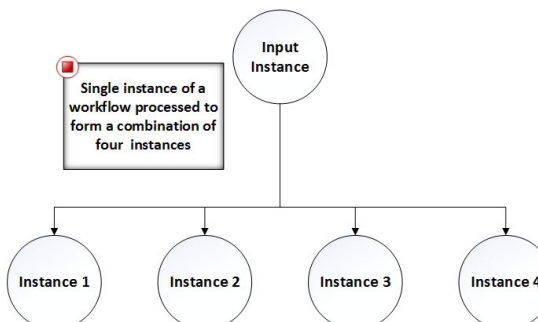 Input
Instance
Single instance of a
workflow processed to
form a combination of
four instances
Instance 1
Instance 2
Instance 3
Instance 4